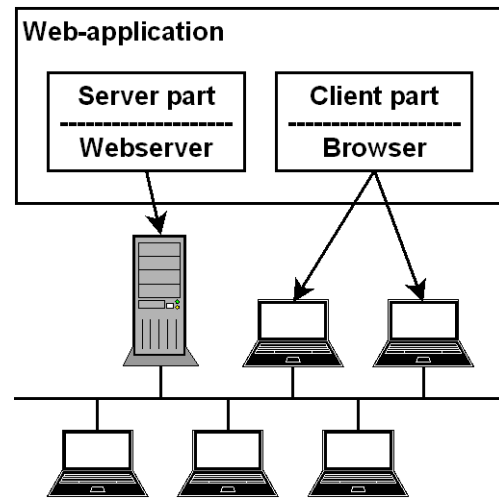 Web-application
Server part
Webserver
Client part
Browser